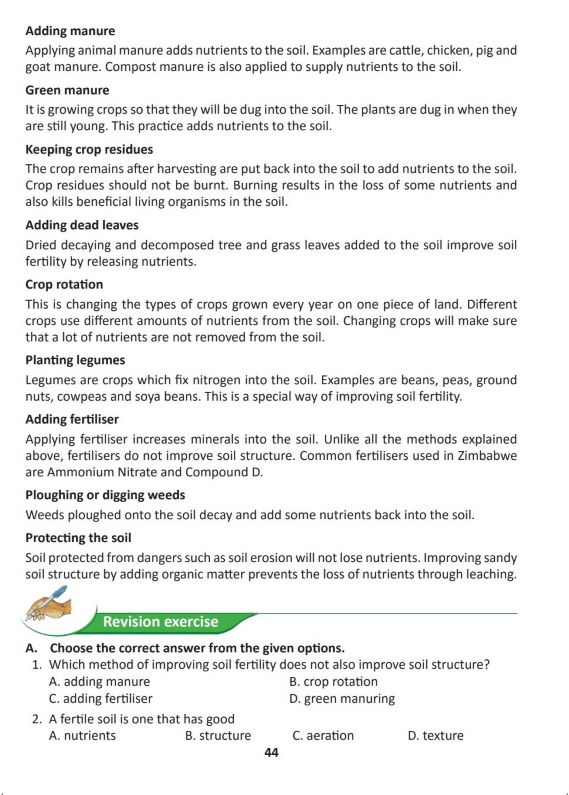 Adding manure
Applying animal manure adds nutrients to the soil. Examples are cattle, chicken, pig and
goat manure. Compost manure is also applied to supply nutrients to the soil.
Green manure
It is growing crops so that they will be dug into the soil. The plants are dug in when they
are still young. This practice adds nutrients to the soil.
Keeping crop residues
The crop remains after harvesting are put back into the soil to add nutrients to the soil.
Crop residues should not be burnt. Burning results in the loss of some nutrients and
also kills beneficial living organisms in the soil.
Adding dead leaves
Dried decaying and decomposed tree and grass leaves added to the soil improve soil
fertility by releasing nutrients.
Crop rotation
This is changing the types of crops grown every year on one piece of land. Different
crops use different amounts of nutrients from the soil. Changing crops will make sure
that a lot of nutrients are not removed from the soil.
Planting legumes
Legumes are crops which fix nitrogen into the soil. Examples are beans, peas, ground
nuts, cowpeas and soya beans. This is a special way of improving soil fertility.
Adding fertiliser
Applying fertiliser increases minerals into the soil. Unlike all the methods explained
above, fertilisers do not improve soil structure. Common fertilisers used in Zimbabwe
are Ammonium Nitrate and Compound D.
Ploughing or digging weeds
Weeds ploughed onto the soil decay and add some nutrients back into the soil.
Protecting the soil
Soil protected from dangers such as soil erosion will not lose nutrients. Improving sandy
soil structure by adding organic matter prevents the loss of nutrients through leaching.
Revision exercise
A. Choose the correct answer from the given options.
1. Which method of improving soil fertility does not also improve soil structure?
A. adding manure B. crop rotation
C. adding fertiliser D. green manuring
2. A fertile soil is one that has good
A. nutrients B. structure C. aeration D. texture
44